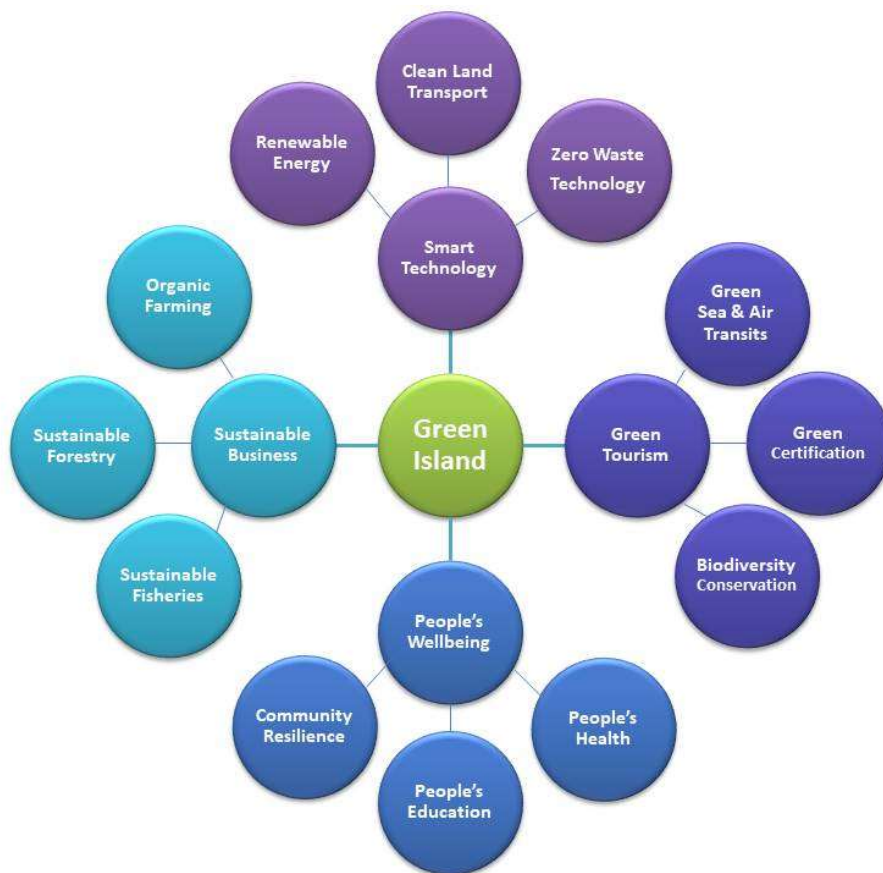 Clean Land
Transport
Renewable
Energy
Zero Waste
Technology
Smart
Technology
Organic
Farming
Green
Sea & Air
Transits
Sustainable
Forestry
Sustainable
Business
Green
Island
Green
Tourism
Green
Certification
Sustainable
Fisheries
Biodiversity
Conservation
People’s
Wellbeing
Community
Resilience
People’s
Health
People’s
Education